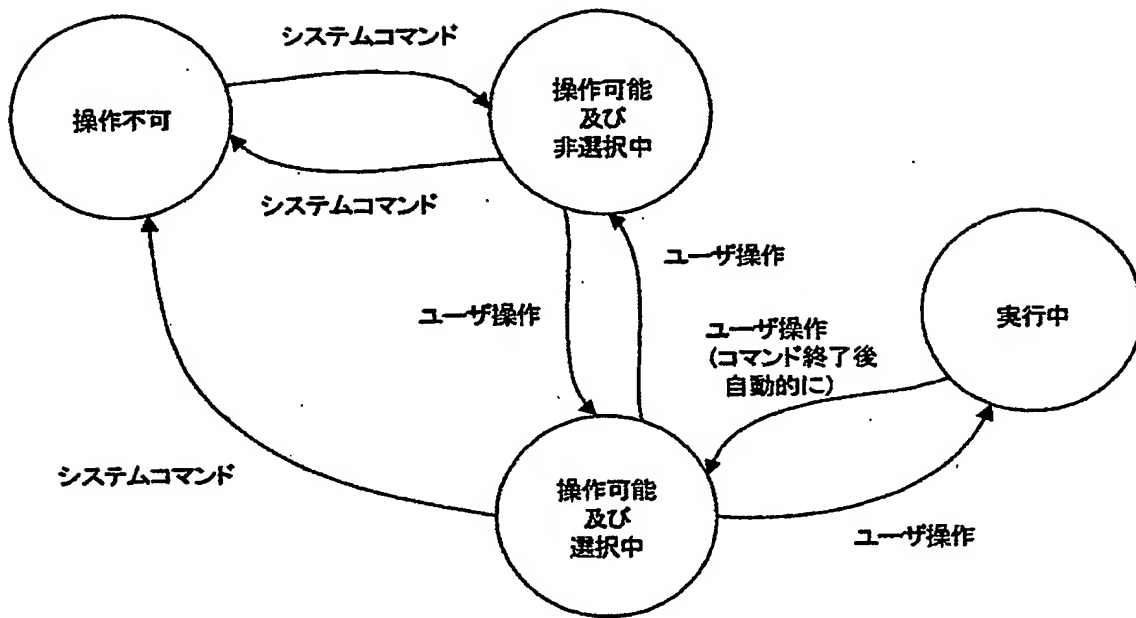 システムコマンド
操作不可
操作可能
及び
非選択中
システムコマンド
ユーザ操作
ユーザ操作
実行中
ユーザ操作
(コマンド終了後
自動的に)
システムコマンド
操作可能
及び
選択中
ユーザ操作